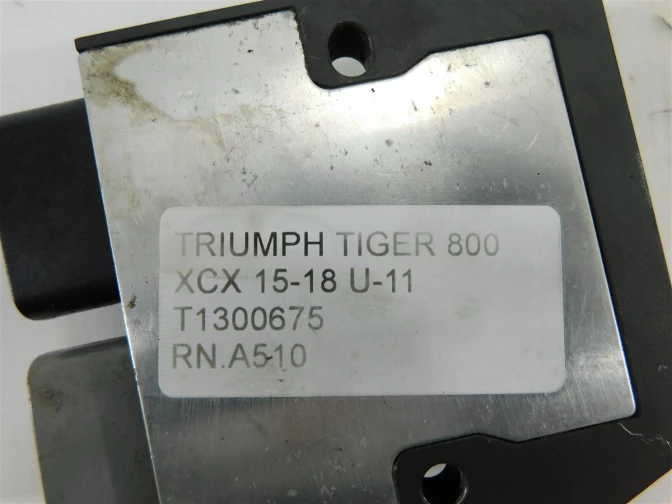 TRIUMPH TIGER 800
XCX 15-18 U-11
T1300675
RN.A510